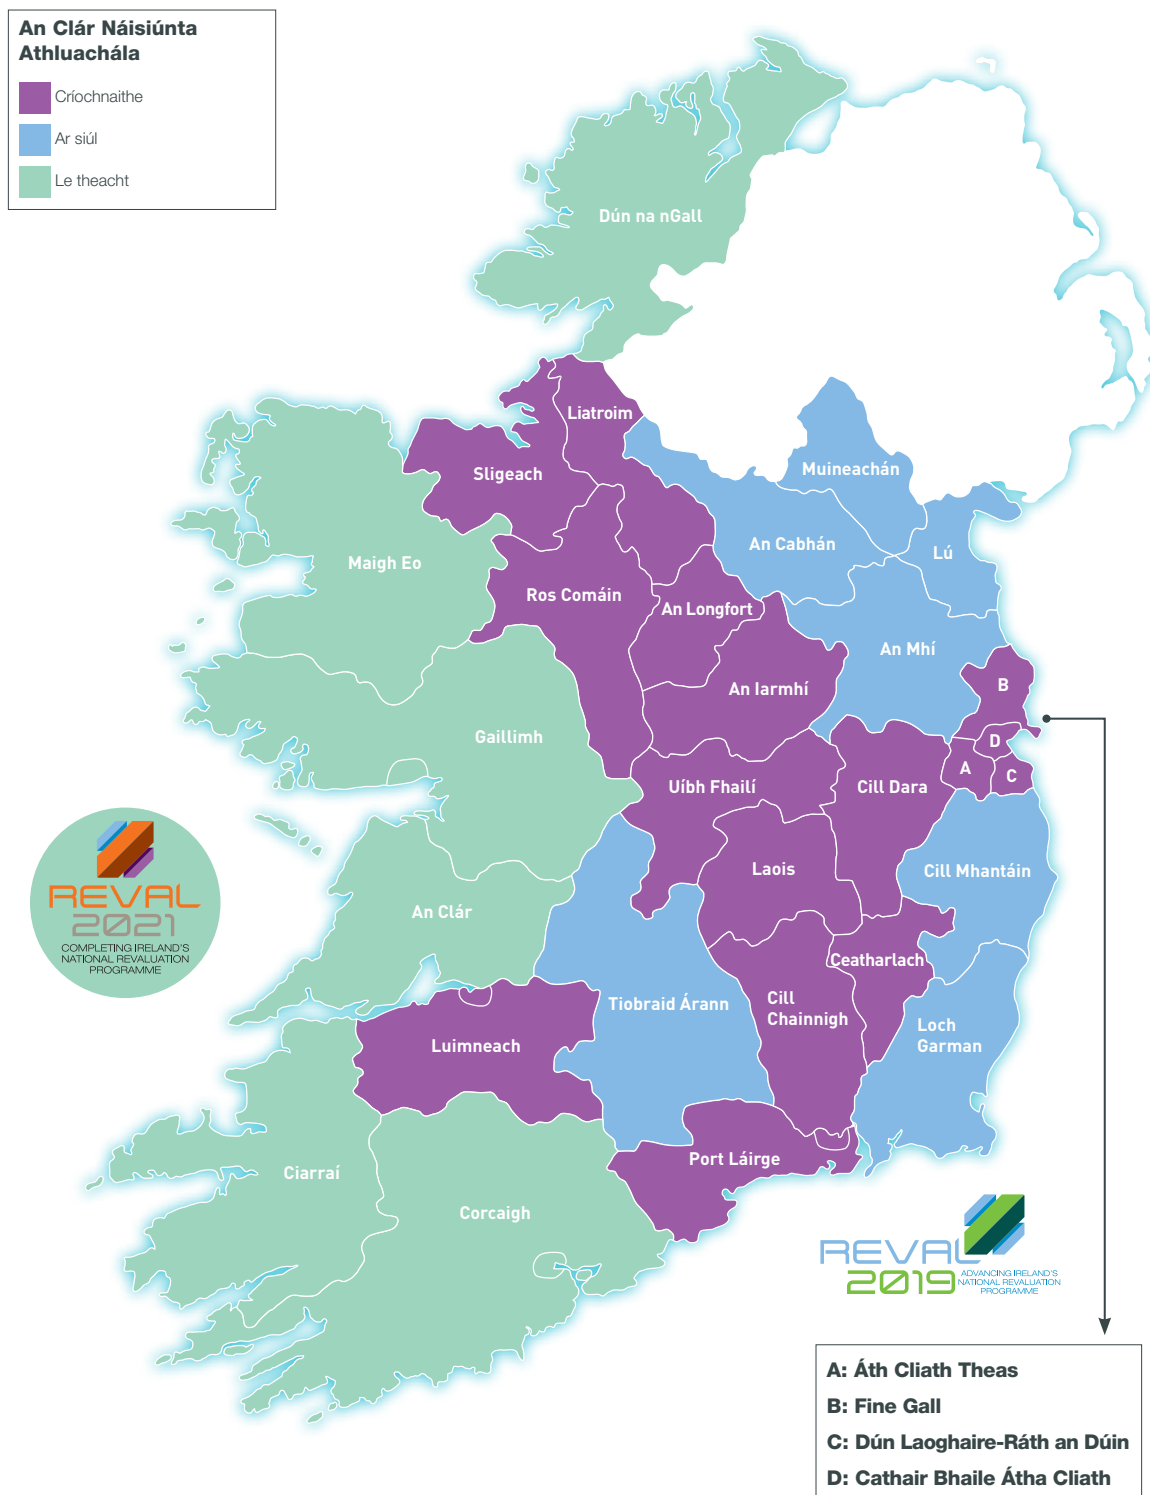 An Clár Náisiúnta
Athluachála
Críochnaithe
Ar siúl
Le theacht
Dún na nGall
Liatroim
Sligeach
Muineachán
An Cabhán
Lú
Maigh Eo
Ros Comáin
An Longfort
An Mhí
An Iarmhí
B
D
A
C
Gaillimh
Uíbh Fhailí
Cill Dara
Laois
Cill Mhantáin
An Clár
Ceatharlach
Tiobraid Árann
Cill
Chainnigh
Loch
Garman
Luimneach
Port Láirge
Ciarraí
Corcaigh
REVAL
2021
COMPLETING IRELAND'S
NATIONAL REVALUATION
PROGRAMME
REVAL
2019
ADVANCING IRELAND'S
NATIONAL REVALUATION
PROGRAMME
A: Áth Cliath Theas
B: Fine Gall
C: Dún Laoghaire-Ráth an Dúin
D: Cathair Bhaile Átha Cliath